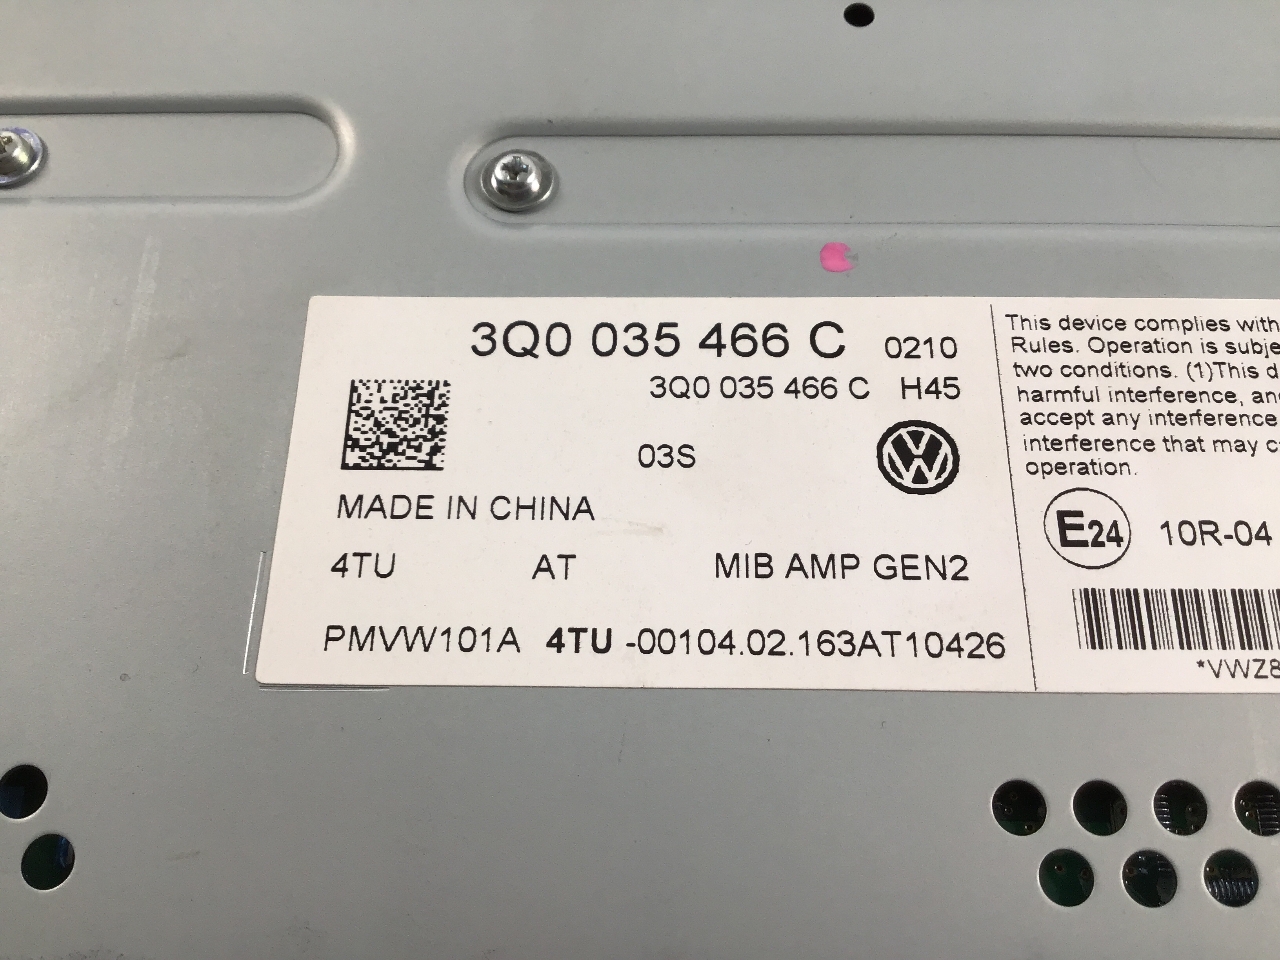 3Q0 035 466 C 0210
3Q0 035 466 C H45
03S
MADE IN CHINA
4TU AT MIB AMP GEN2
PMVW101A 4TU -00104.02.163AT10426
This device complies with
Rules. Operation is subje
two conditions. (1)This d
harmful interference, and
accept any interference
interference that may c
operation.
E24 10R-04
*VWZ8